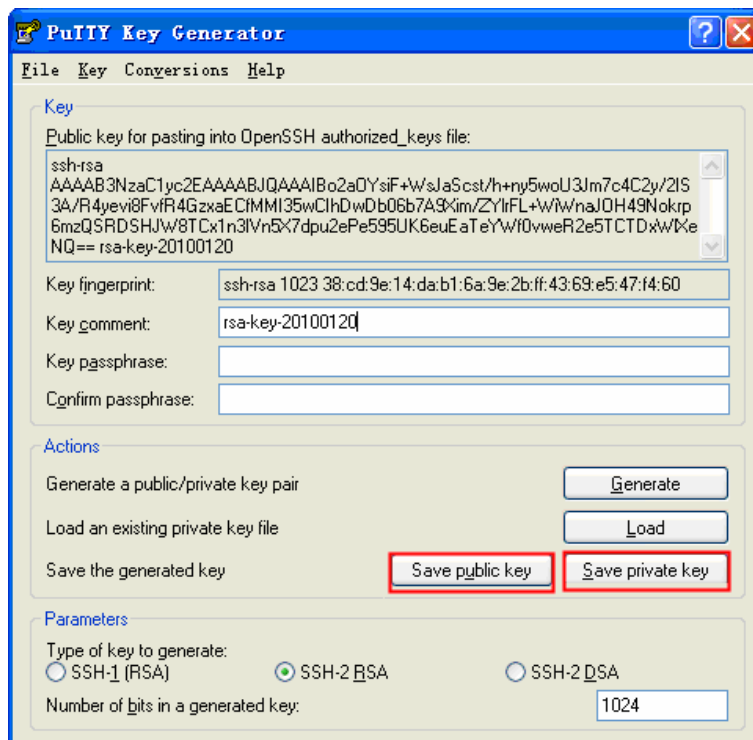 PuTTY Key Generator
File Key Conversions Help
Key
Public key for pasting into OpenSSH authorized_keys file:
ssh-rsa
AAAAB3NzaC1yc2EAAAABJQAAAIBo2aOYsiF+WsJaScst/h+ny5woU3Jm7c4C2y/2IS
3A/R4yevi8FvfR4GzxaECfMMI35wClhDwDb06b7A9Xim/ZYlrFL+WiWnaJOH49Nokrp
6mzQSRDSHJW8TCx1n3lVn5X7dpu2ePe595UK6euEaTeYWf0vweR2e5TCTDxWlXe
NQ== rsa-key-20100120
Key fingerprint: ssh-rsa 1023 38:cd:9e:14:da:b1:6a:9e:2b:ff:43:69:e5:47:f4:60
Key comment: rsa-key-20100120
Key passphrase:
Confirm passphrase:
Actions
Generate a public/private key pair Generate
Load an existing private key file Load
Save the generated key Save public key Save private key
Parameters
Type of key to generate:
SSH-1 (RSA) SSH-2 RSA SSH-2 DSA
Number of bits in a generated key: 1024